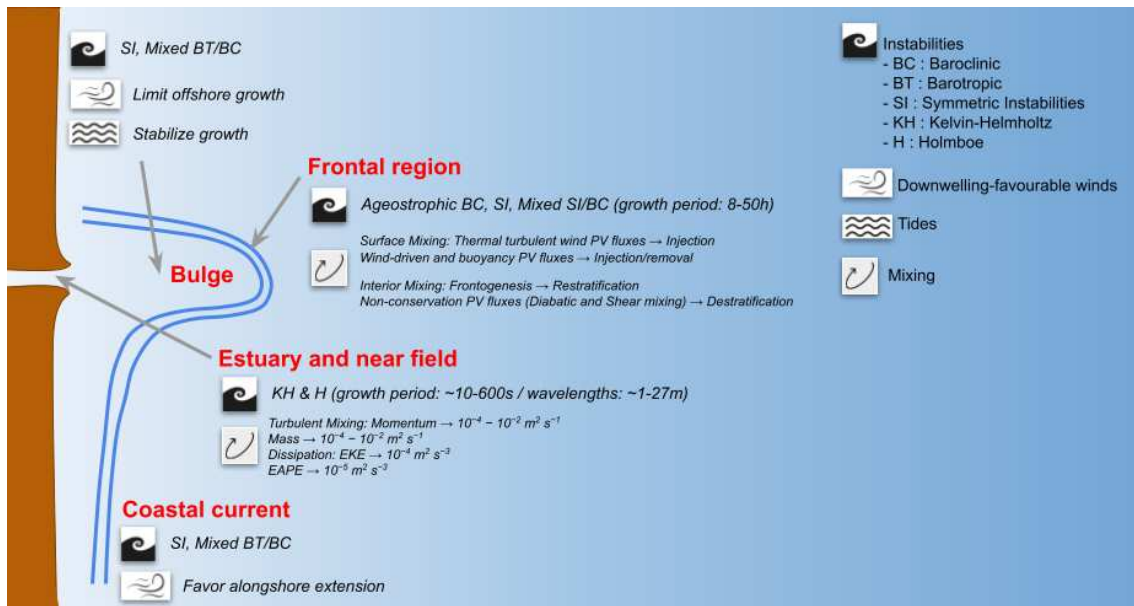 SI, Mixed BT/BC
Limit offshore growth
Stabilize growth
Frontal region
Ageostrophic BC, SI, Mixed SI/BC (growth period: 8-50h)
Surface Mixing: Thermal turbulent wind PV fluxes → Injection
Wind-driven and buoyancy PV fluxes → Injection/removal
Interior Mixing: Frontogenesis → Restratification
Non-conservation PV fluxes (Diabatic and Shear mixing) → Destratification
Bulge
Estuary and near field
KH & H (growth period: ~10-600s / wavelengths: ~1-27m)
Turbulent Mixing: Momentum → 10⁻⁴ − 10⁻² m² s⁻¹
Mass → 10⁻⁴ − 10⁻² m² s⁻¹
Dissipation: EKE → 10⁻⁴ m² s⁻³
EAPE → 10⁻⁵ m² s⁻³
Coastal current
SI, Mixed BT/BC
Favor alongshore extension
Instabilities
- BC : Baroclinic
- BT : Barotropic
- SI : Symmetric Instabilities
- KH : Kelvin-Helmholtz
- H : Holmboe
Downwelling-favourable winds
Tides
Mixing